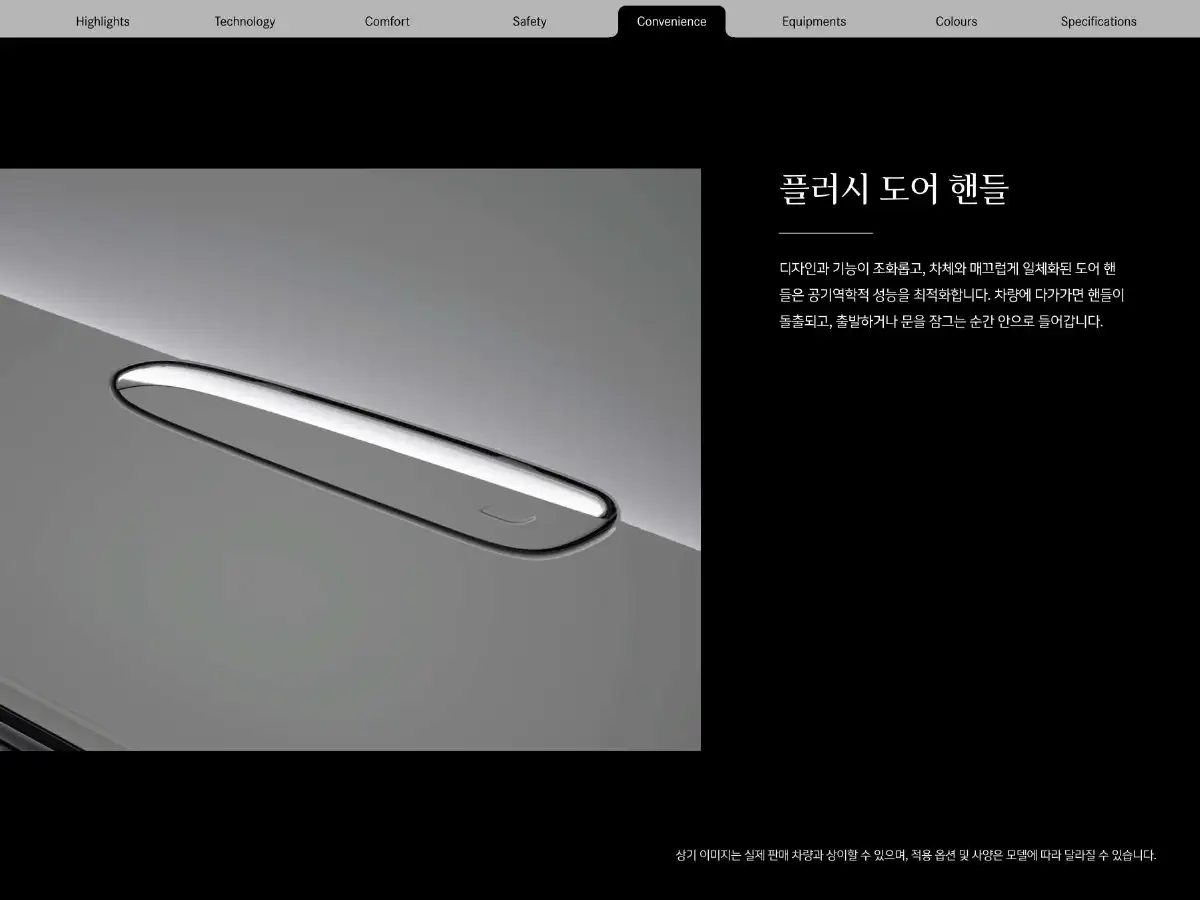 Highlights Technology Comfort Safety Convenience Equipments Colours Specifications
플러시 도어 핸들
디자인과 기능이 조화롭고, 차체와 매끄럽게 일체화된 도어 핸
들은 공기역학적 성능을 최적화합니다. 차량에 다가가면 핸들이
돌출되고, 출발하거나 문을 잠그는 순간 안으로 들어갑니다.
상기 이미지는 실제 판매 차량과 상이할 수 있으며, 적용 옵션 및 사양은 모델에 따라 달라질 수 있습니다.